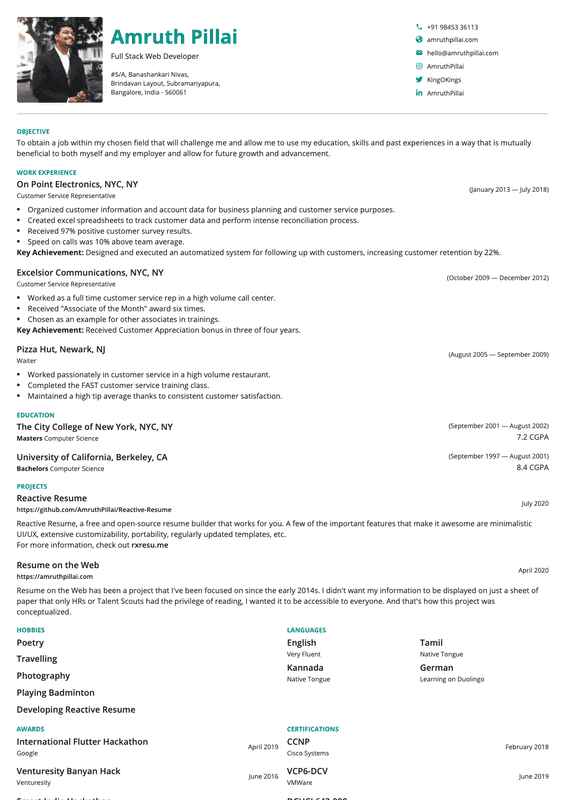 Amruth Pillai
Full Stack Web Developer
#5/A, Banashankari Nivas,
Brindavan Layout, Subramanyapura,
Bangalore, India - 560061
+91 98453 36113
amruthpillai.com
hello@amruthpillai.com
AmruthPillai
KingOKings
AmruthPillai
OBJECTIVE
To obtain a job within my chosen field that will challenge me and allow me to use my education, skills and past experiences in a way that is mutually
beneficial to both myself and my employer and allow for future growth and advancement.
WORK EXPERIENCE
On Point Electronics, NYC, NY
(January 2013 — July 2018)
Customer Service Representative
• Organized customer information and account data for business planning and customer service purposes.
• Created excel spreadsheets to track customer data and perform intense reconciliation process.
• Received 97% positive customer survey results.
• Speed on calls was 10% above team average.
Key Achievement: Designed and executed an automatized system for following up with customers, increasing customer retention by 22%.
Excelsior Communications, NYC, NY
(October 2009 — December 2012)
Customer Service Representative
• Worked as a full time customer service rep in a high volume call center.
• Received "Associate of the Month" award six times.
• Chosen as an example for other associates in trainings.
Key Achievement: Received Customer Appreciation bonus in three of four years.
Pizza Hut, Newark, NJ
(August 2005 — September 2009)
Waiter
• Worked passionately in customer service in a high volume restaurant.
• Completed the FAST customer service training class.
• Maintained a high tip average thanks to consistent customer satisfaction.
EDUCATION
The City College of New York, NYC, NY
(September 2001 — August 2002)
Masters Computer Science
7.2 CGPA
University of California, Berkeley, CA
(September 1997 — August 2001)
Bachelors Computer Science
8.4 CGPA
PROJECTS
Reactive Resume
July 2020
https://github.com/AmruthPillai/Reactive-Resume
Reactive Resume, a free and open-source resume builder that works for you. A few of the important features that make it awesome are minimalistic
UI/UX, extensive customizability, portability, regularly updated templates, etc.
For more information, check out rxresu.me
Resume on the Web
April 2020
https://amruthpillai.com
Resume on the Web has been a project that I've been focused on since the early 2014s. I didn't want my information to be displayed on just a sheet of
paper that only HRs or Talent Scouts had the privilege of reading, I wanted it to be accessible to everyone. And that's how this project was
conceptualized.
HOBBIES
Poetry
Travelling
Photography
Playing Badminton
Developing Reactive Resume
LANGUAGES
English
Very Fluent
Tamil
Native Tongue
Kannada
Native Tongue
German
Learning on Duolingo
AWARDS
International Flutter Hackathon
April 2019
Google
Venturesity Banyan Hack
June 2016
Venturesity
CERTIFICATIONS
CCNP
February 2018
Cisco Systems
VCP6-DCV
June 2019
VMWare